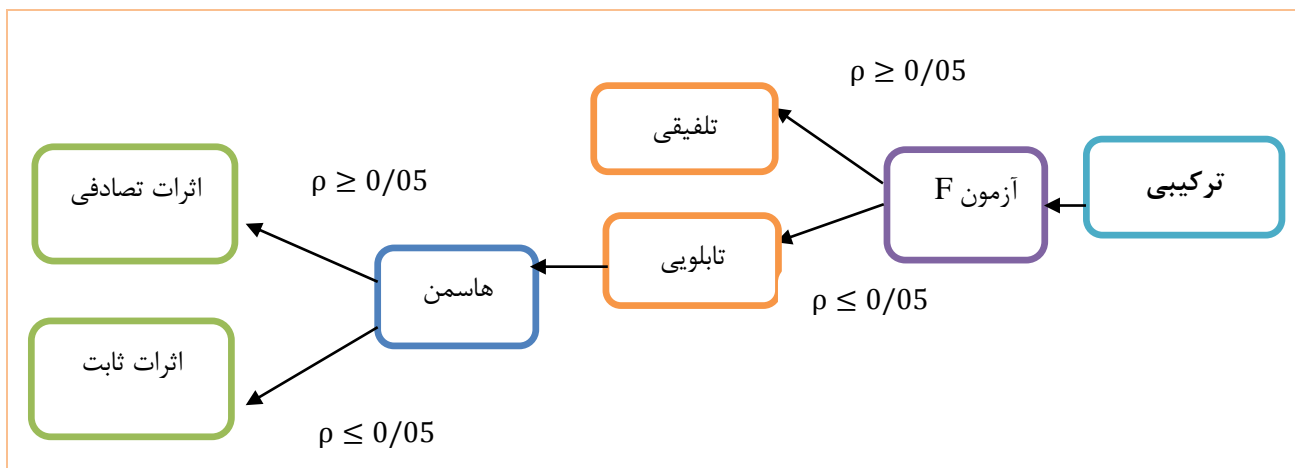 ترکیبی
آزمون F
ρ ≥ 0/05
تلفیقی
تابلویی
ρ ≤ 0/05
هاسمن
ρ ≥ 0/05
اثرات تصادفی
اثرات ثابت
ρ ≤ 0/05